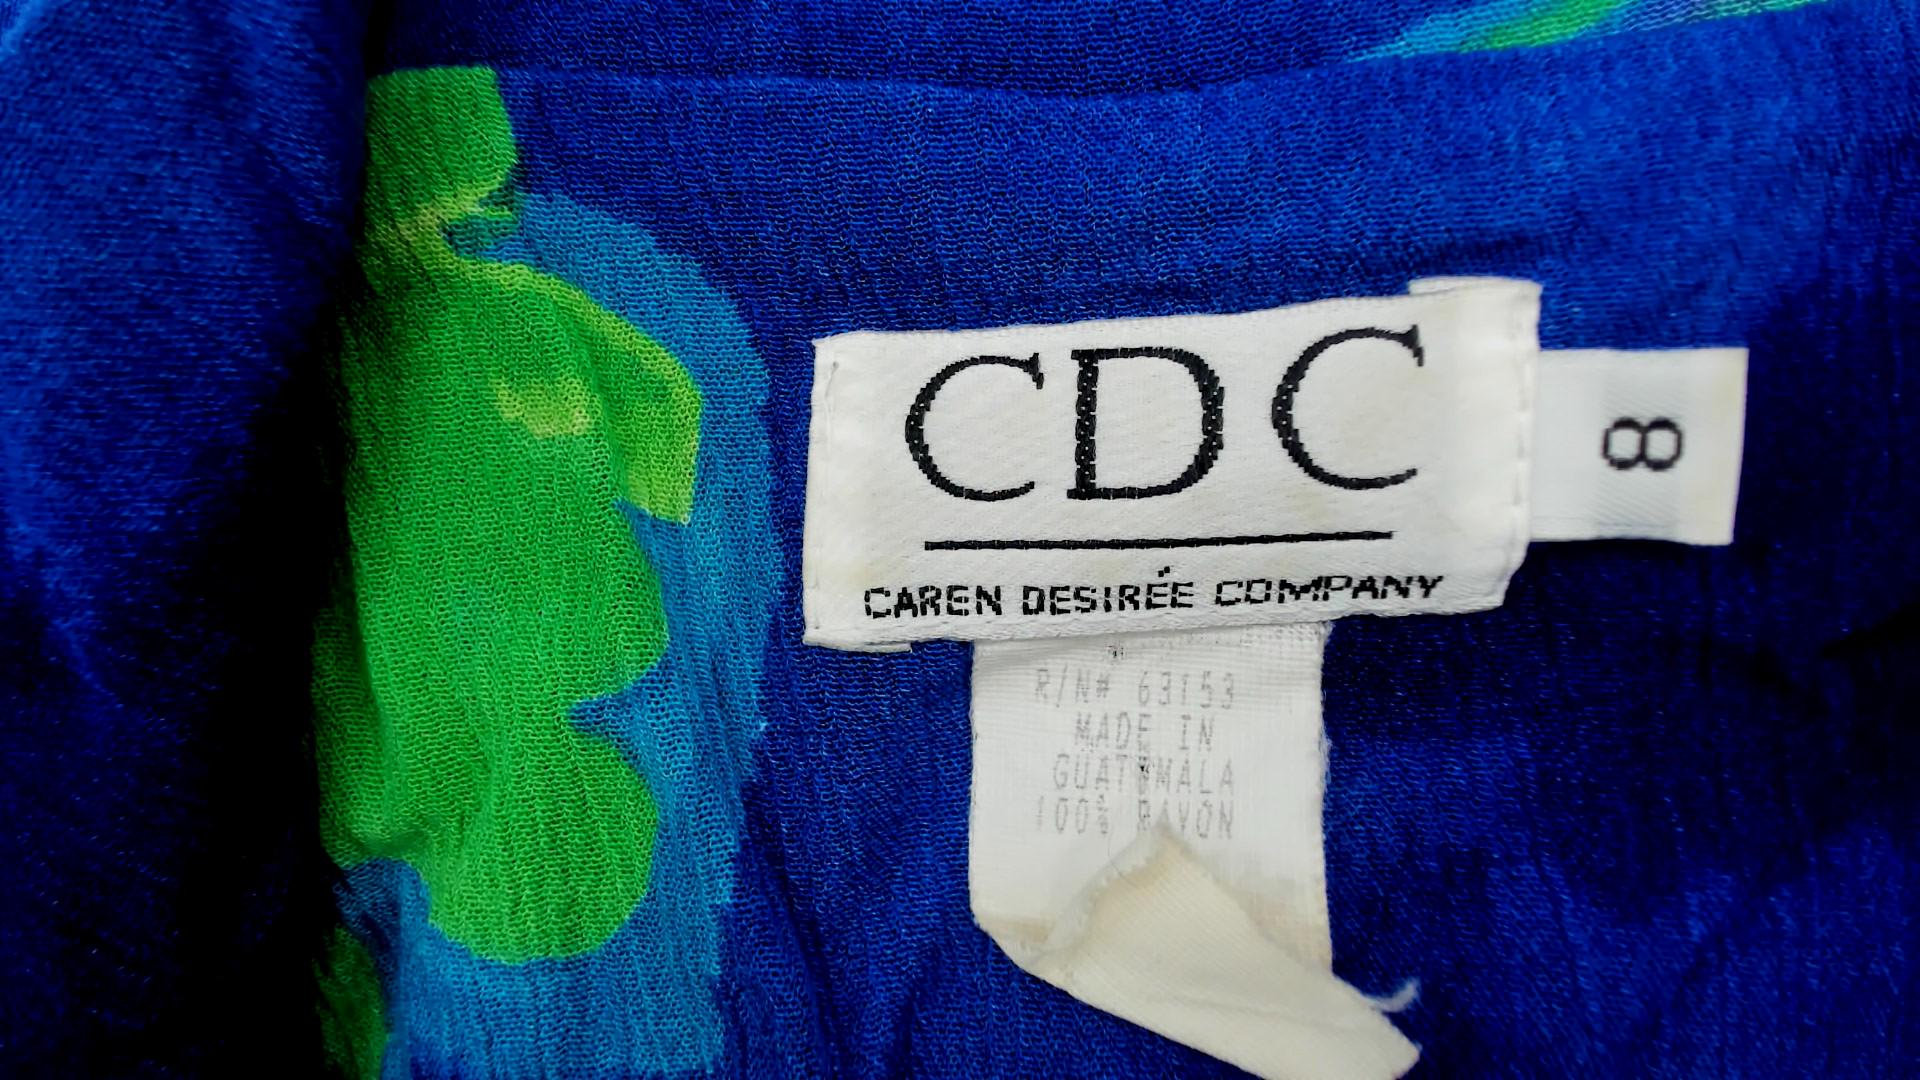 CDC
CAREN DESIRÉE COMPANY
8
R/N# 63153
MADE IN
GUATEMALA
100% RAYON